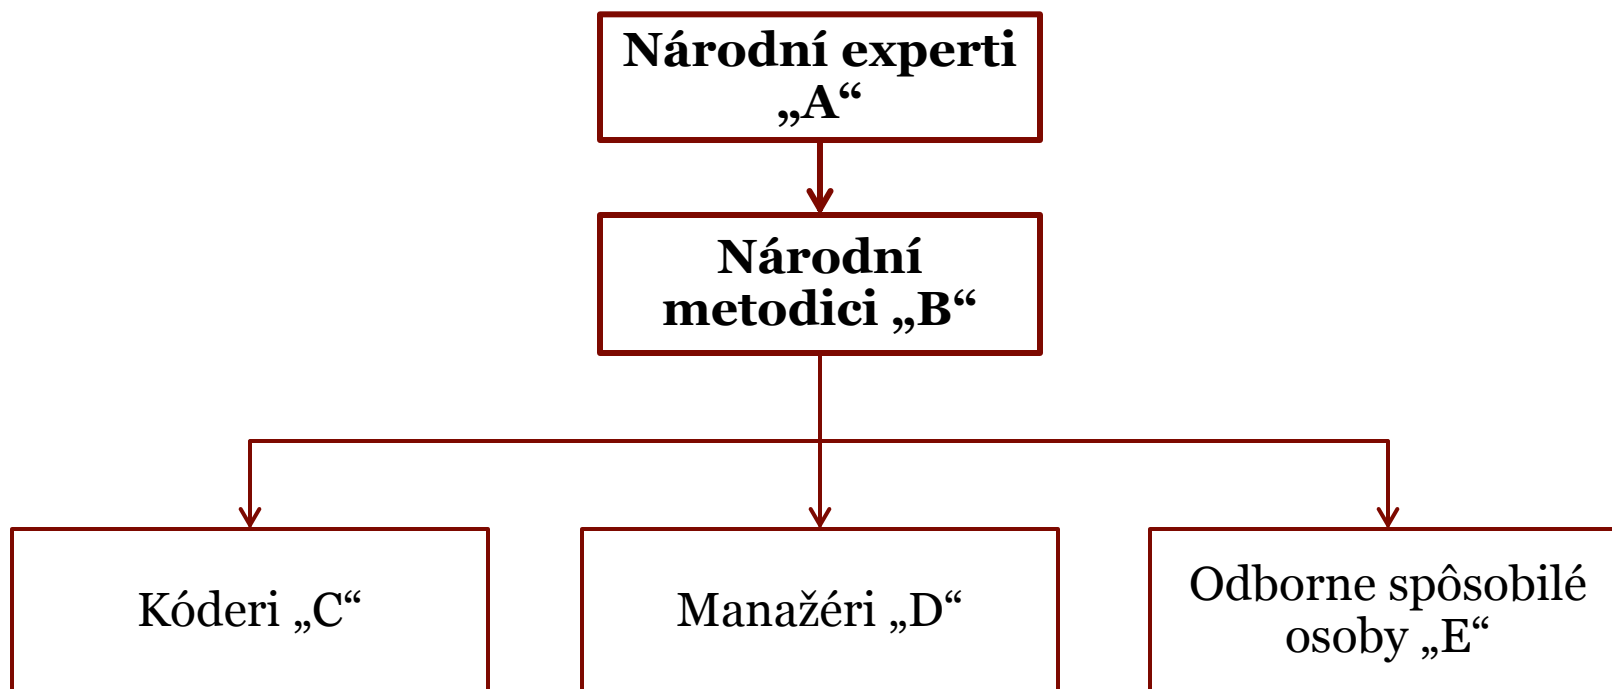 Národní experti
„A“
Národní
metodici „B“
Kóderi „C“
Manažéri „D“
Odborne spôsobilé
osoby „E“